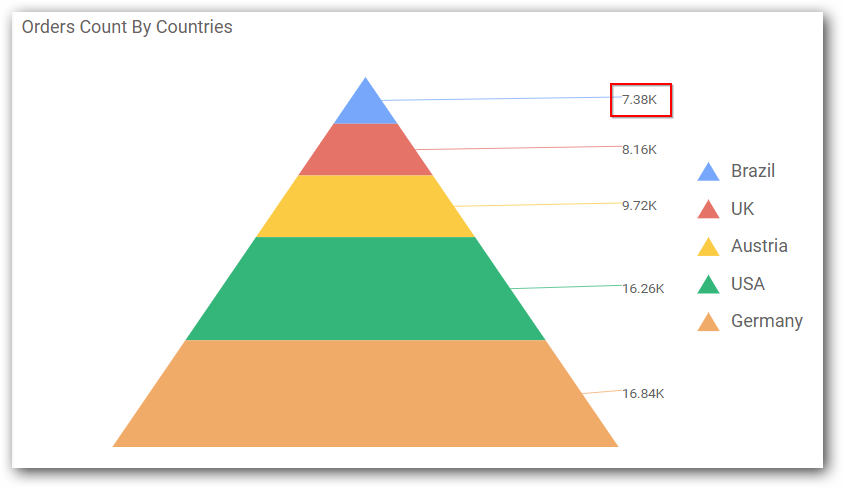 Orders Count By Countries
7.38K
8.16K
9.72K
16.26K
16.84K
Brazil
UK
Austria
USA
Germany